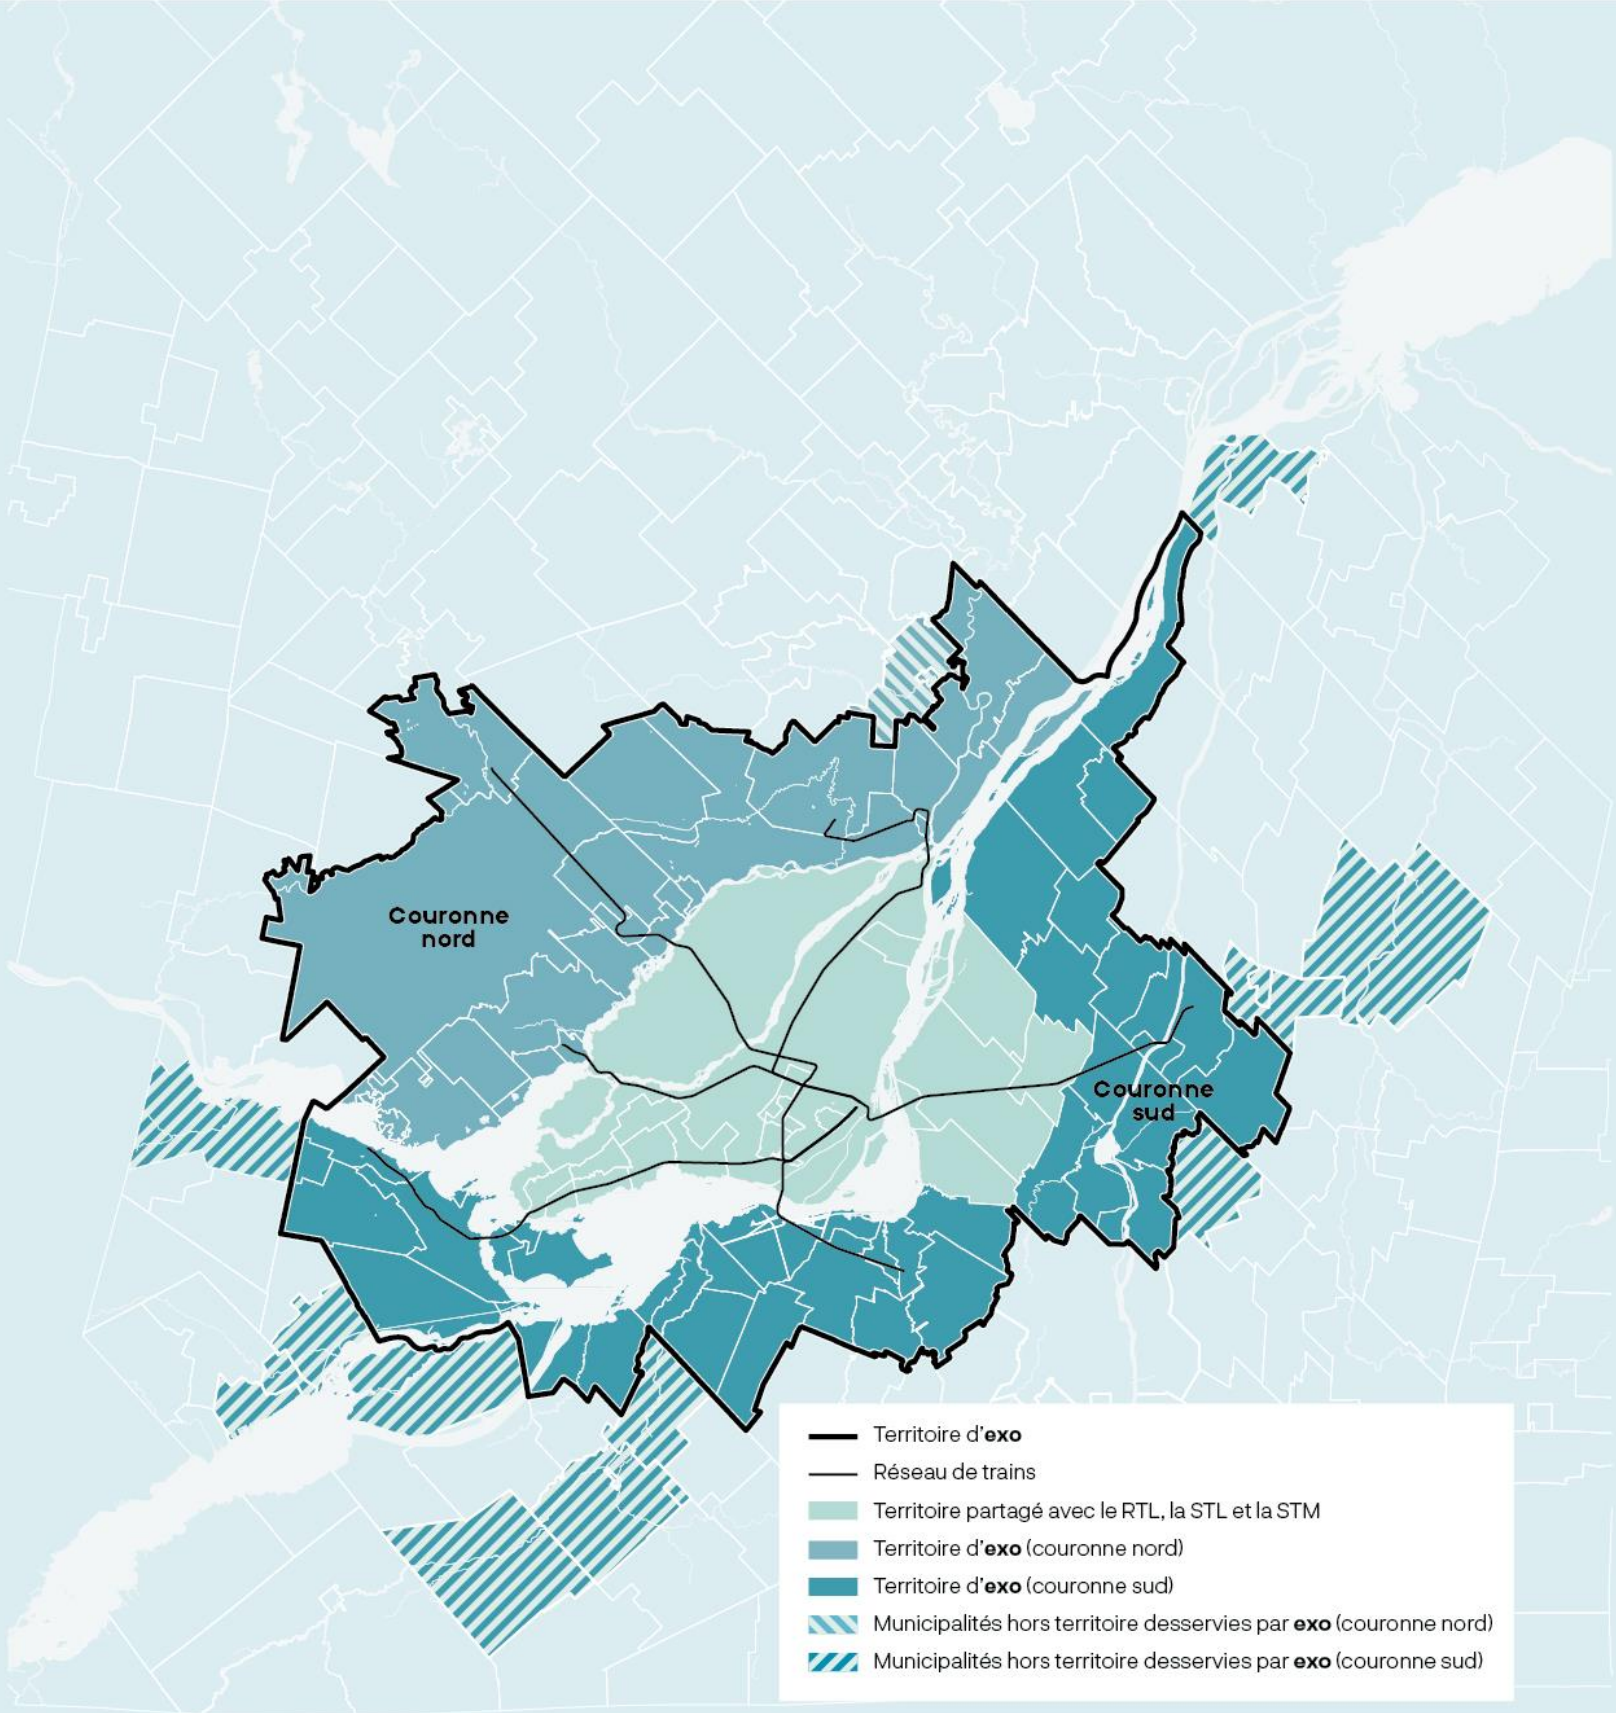 Couronne
nord
Couronne
sud
Territoire d'exo
Réseau de trains
Territoire partagé avec le RTL, la STL et la STM
Territoire d'exo (couronne nord)
Territoire d'exo (couronne sud)
Municipalités hors territoire desservies par exo (couronne nord)
Municipalités hors territoire desservies par exo (couronne sud)